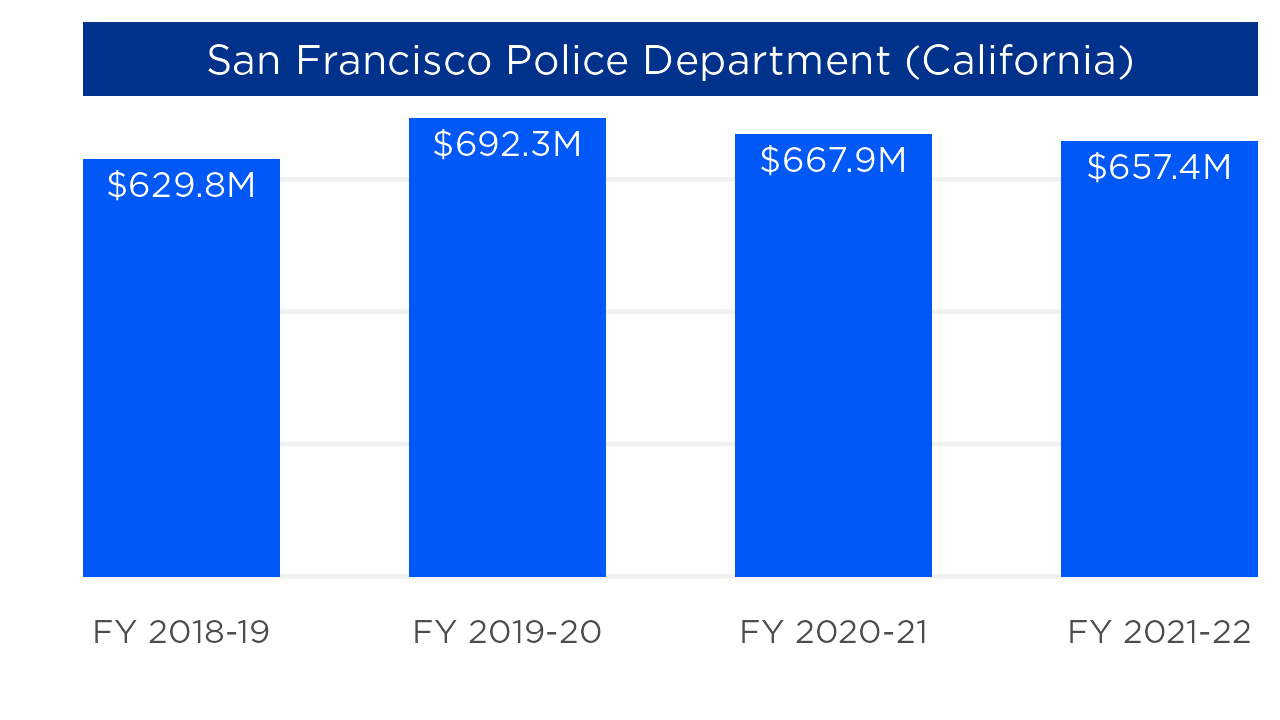 San Francisco Police Department (California)
$629.8M
$692.3M
$667.9M
$657.4M
FY 2018-19
FY 2019-20
FY 2020-21
FY 2021-22